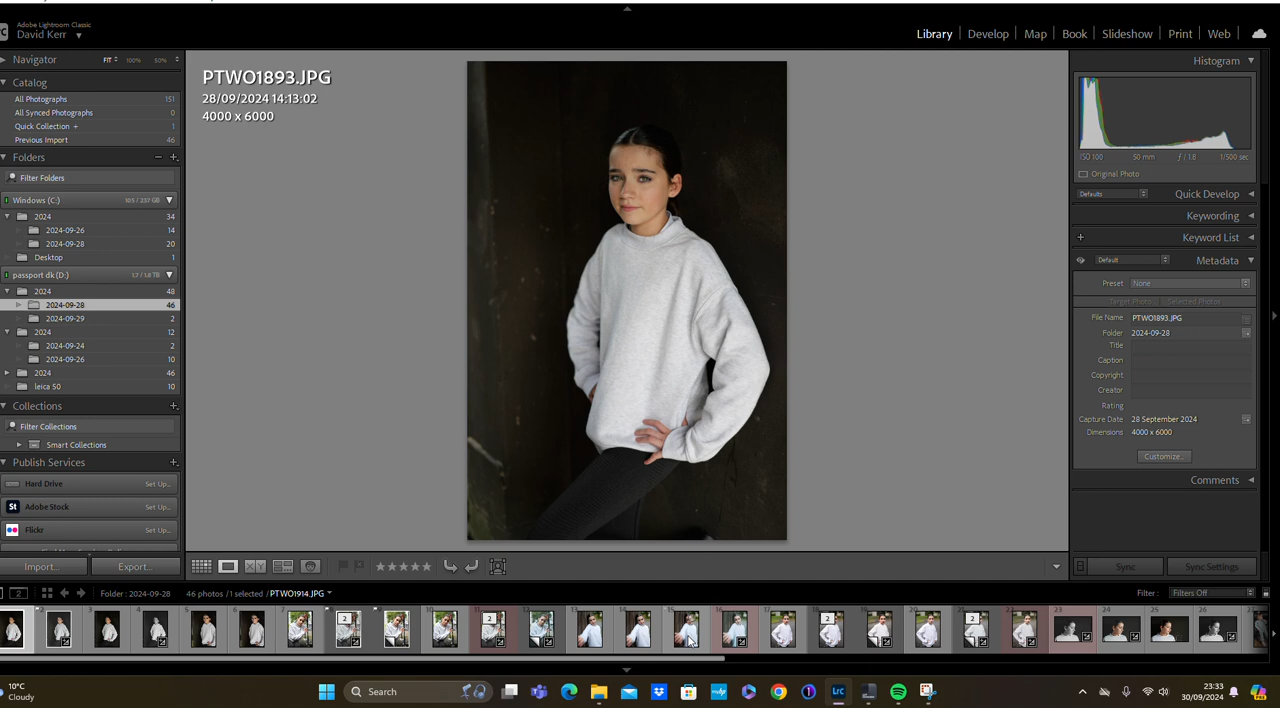 Adobe Lightroom Classic
David Kerr
Library | Develop | Map | Book | Slideshow | Print | Web
Navigator FIT 100% 50%
Catalog
All Photographs 151
All Synced Photographs 0
Quick Collection + 1
Previous Import 46
Folders
Filter Folders
Windows (C:)
2024 34
2024-09-26 14
2024-09-28 20
Desktop 1
passport dk (D:) 1.7 / 1.8 TB
2024 48
2024-09-28 46
2024-09-29 2
2024 12
2024-09-24 2
2024-09-26 10
2024 46
leica 50 10
Collections
Filter Collections
Smart Collections
Publish Services
Hard Drive Set Up...
St Adobe Stock Set Up...
Flickr Set Up...
Import... Export...
PTWO1893.JPG
28/09/2024 14:13:02
4000 x 6000
Histogram
ISO 100 50 mm ƒ / 1.8 1/500 sec
Original Photo
Defaults Quick Develop
Keywording
Keyword List
Default Metadata
Preset None
Target Photo Selected Photos
File Name PTWO1893.JPG
Folder 2024-09-28
Title
Caption
Copyright
Creator
Rating
Capture Date 28 September 2024
Dimensions 4000 x 6000
Customize...
Comments
Sync Sync Settings
2 Folder : 2024-09-28 46 photos / 1 selected / PTWO1914.JPG Filter : Filters Off
10°C
Cloudy
Search
Lrc
23:33
30/09/2024